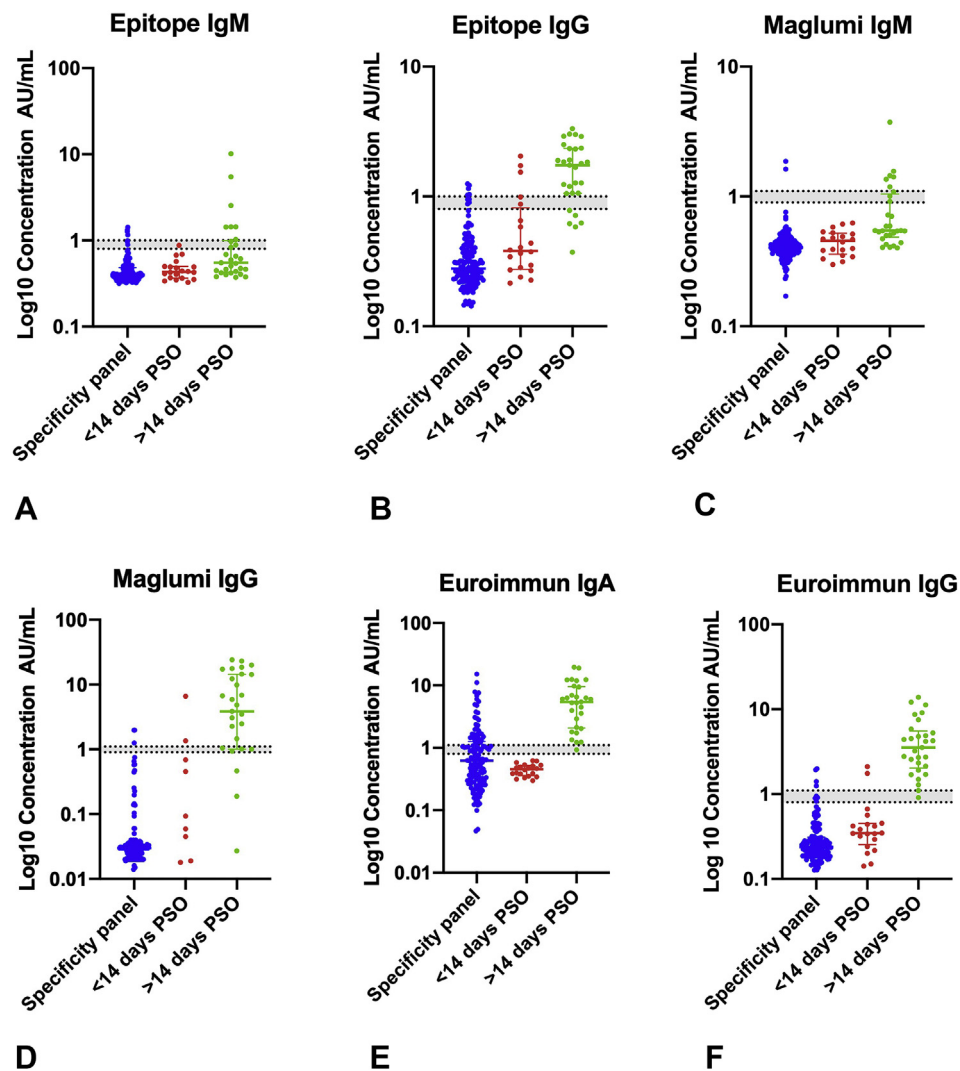 Epitope IgM
Log10 Concentration AU/mL
100
10
1
0.1
Specificity panel
<14 days PSO
>14 days PSO
A
Epitope IgG
Log10 Concentration AU/mL
10
1
0.1
Specificity panel
<14 days PSO
>14 days PSO
B
Maglumi IgM
Log10 Concentration AU/mL
10
1
0.1
Specificity panel
<14 days PSO
>14 days PSO
C
Maglumi IgG
Log10 Concentration AU/mL
100
10
1
0.1
0.01
Specificity panel
<14 days PSO
>14 days PSO
D
Euroimmun IgA
Log10 Concentration AU/mL
100
10
1
0.1
0.01
Specificity panel
<14 days PSO
>14 days PSO
E
Euroimmun IgG
Log 10 Concentration AU/mL
100
10
1
0.1
Specificity panel
<14 days PSO
>14 days PSO
F